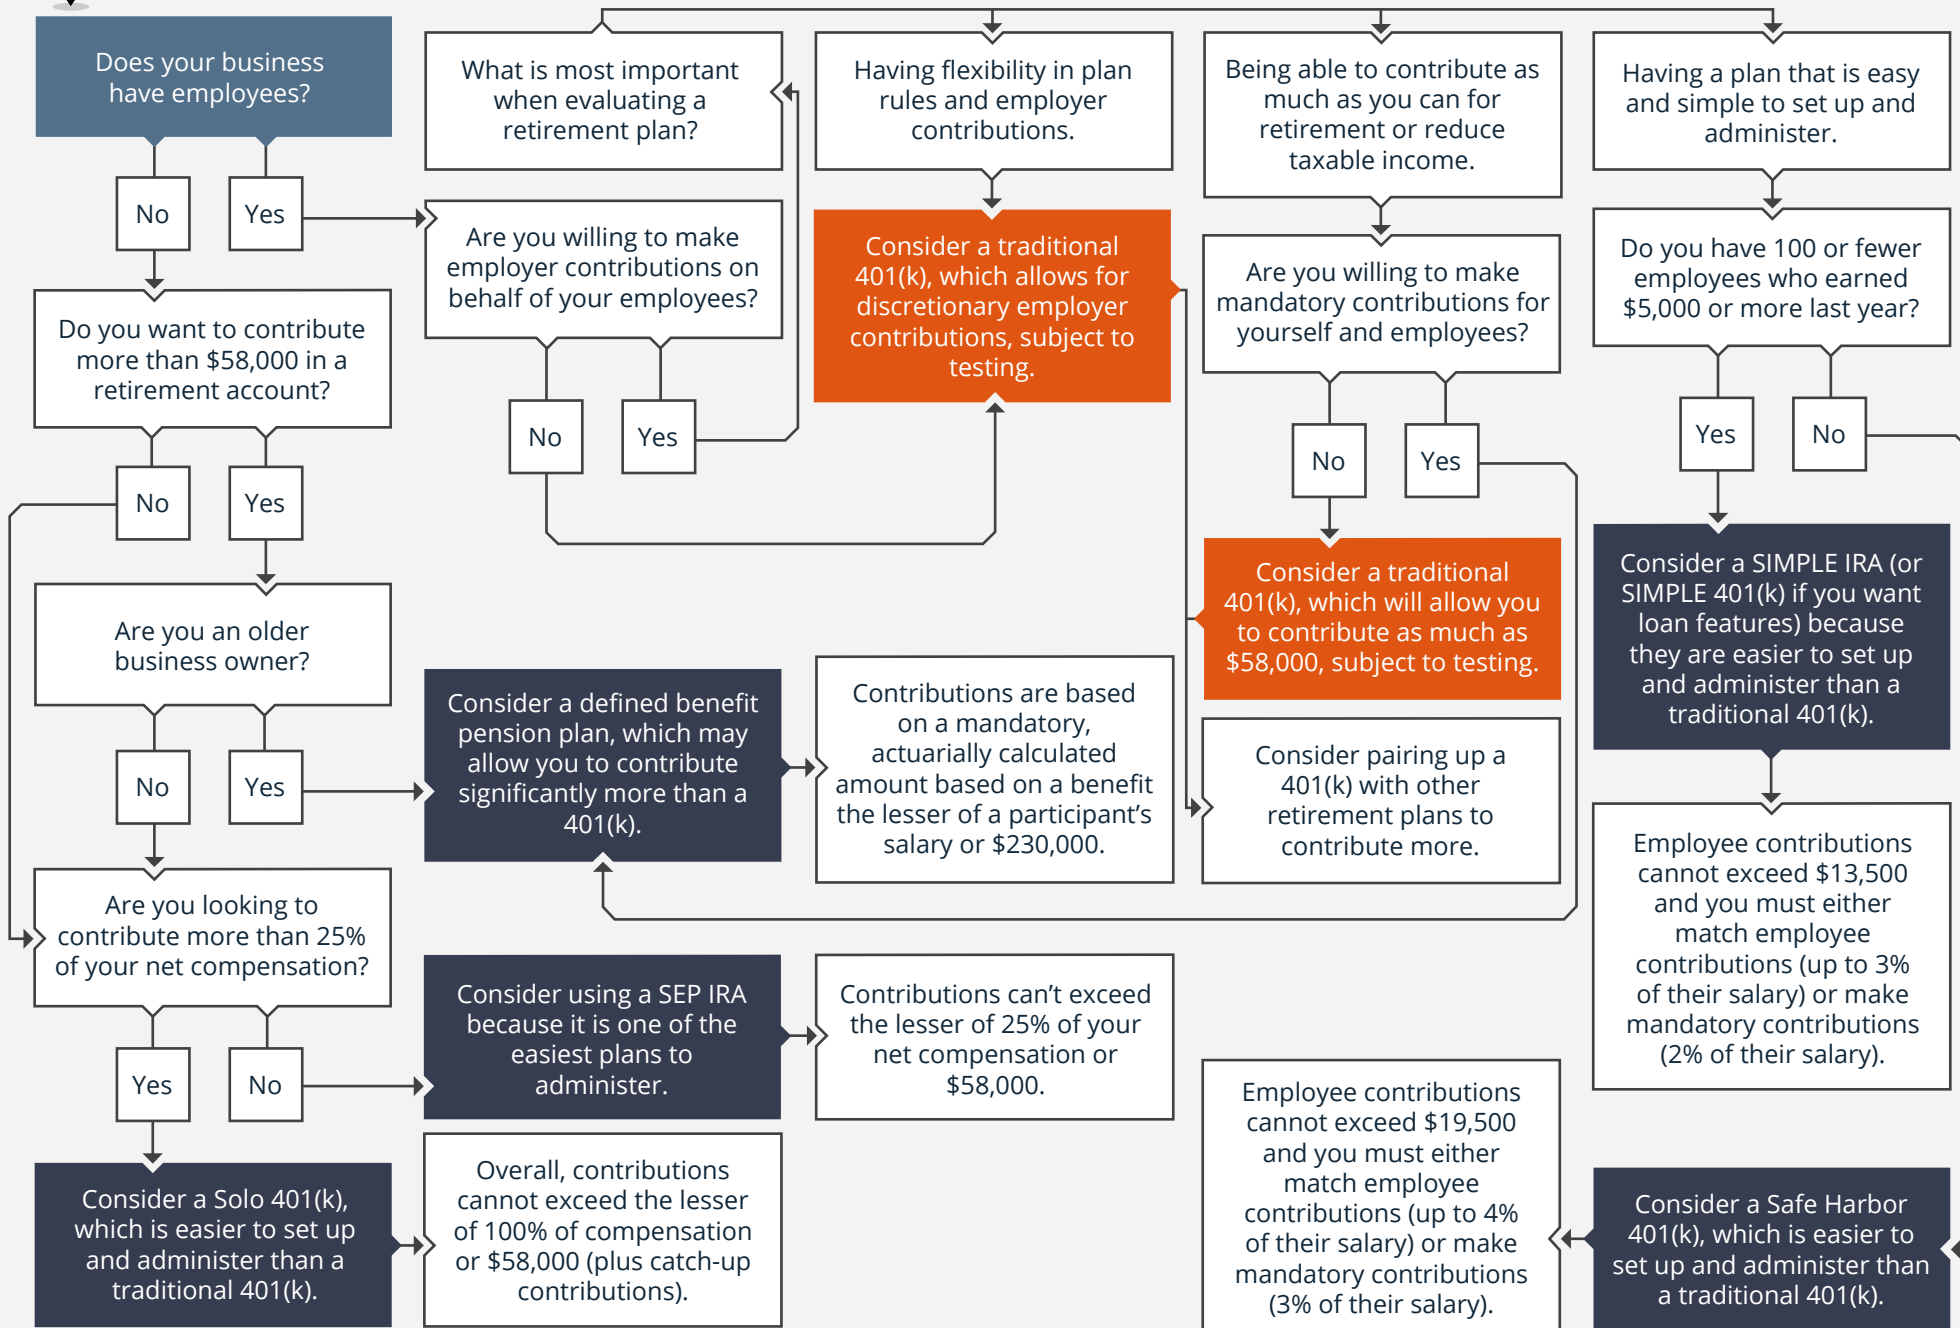 Does your business
have employees?
No
Yes
Do you want to contribute
more than $58,000 in a
retirement account?
No
Yes
Are you an older
business owner?
No
Yes
Are you looking to
contribute more than 25%
of your net compensation?
Yes
No
Consider a Solo 401(k),
which is easier to set up
and administer than a
traditional 401(k).
What is most important
when evaluating a
retirement plan?
Are you willing to make
employer contributions on
behalf of your employees?
No
Yes
Consider a defined benefit
pension plan, which may
allow you to contribute
significantly more than a
401(k).
Consider using a SEP IRA
because it is one of the
easiest plans to
administer.
Overall, contributions
cannot exceed the lesser
of 100% of compensation
or $58,000 (plus catch-up
contributions).
Having flexibility in plan
rules and employer
contributions.
Consider a traditional
401(k), which allows for
discretionary employer
contributions, subject to
testing.
Contributions are based
on a mandatory,
actuarially calculated
amount based on a benefit
the lesser of a participant’s
salary or $230,000.
Contributions can’t exceed
the lesser of 25% of your
net compensation or
$58,000.
Being able to contribute as
much as you can for
retirement or reduce
taxable income.
Are you willing to make
mandatory contributions for
yourself and employees?
No
Yes
Consider a traditional
401(k), which will allow you
to contribute as much as
$58,000, subject to testing.
Consider pairing up a
401(k) with other
retirement plans to
contribute more.
Employee contributions
cannot exceed $19,500
and you must either
match employee
contributions (up to 4%
of their salary) or make
mandatory contributions
(3% of their salary).
Having a plan that is easy
and simple to set up and
administer.
Do you have 100 or fewer
employees who earned
$5,000 or more last year?
Yes
No
Consider a SIMPLE IRA (or
SIMPLE 401(k) if you want
loan features) because
they are easier to set up
and administer than a
traditional 401(k).
Employee contributions
cannot exceed $13,500
and you must either
match employee
contributions (up to 3%
of their salary) or make
mandatory contributions
(2% of their salary).
Consider a Safe Harbor
401(k), which is easier to
set up and administer than
a traditional 401(k).